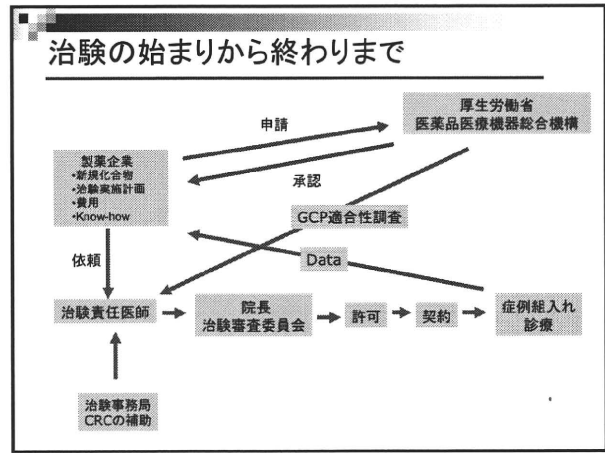 治験の始まりから終わりまで
厚生労働省
医薬品医療機器総合機構
申請
製薬企業
•新規化合物
•治験実施計画
•費用
•Know-how
承認
GCP適合性調査
依頼
Data
治験責任医師
院長
治験審査委員会
許可
契約
症例組入れ
診療
治験事務局
CRCの補助